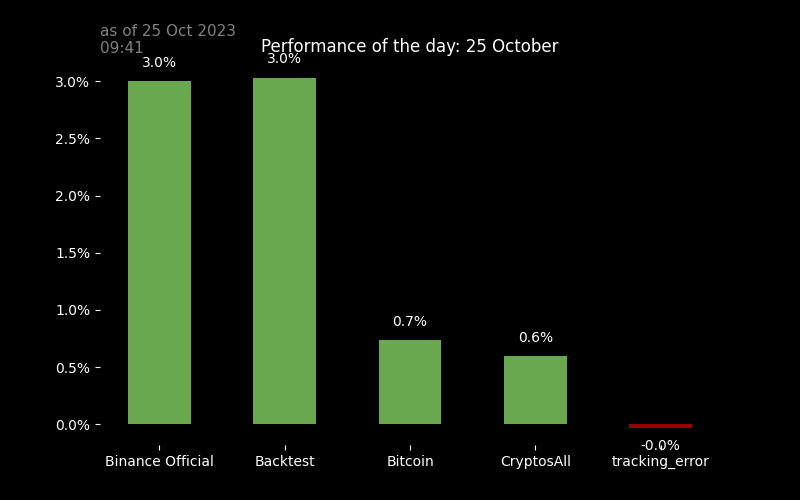 as of 25 Oct 2023
09:41
Performance of the day: 25 October
3.0%
3.0%
0.7%
0.6%
-0.0%
3.0%
2.5%
2.0%
1.5%
1.0%
0.5%
0.0%
Binance Official
Backtest
Bitcoin
CryptosAll
tracking_error